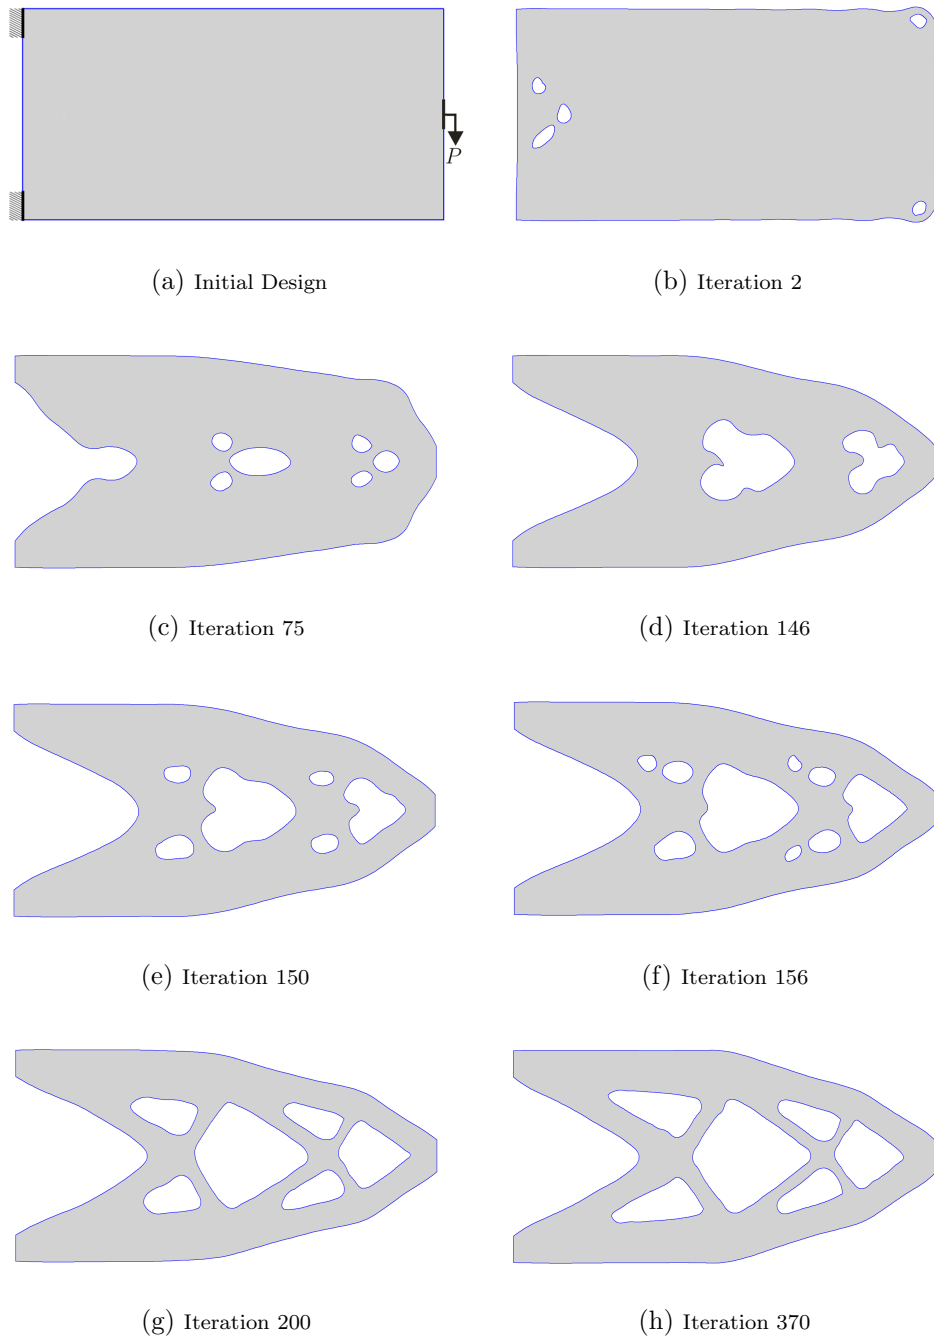 P
(a) Initial Design
(b) Iteration 2
(c) Iteration 75
(d) Iteration 146
(e) Iteration 150
(f) Iteration 156
(g) Iteration 200
(h) Iteration 370